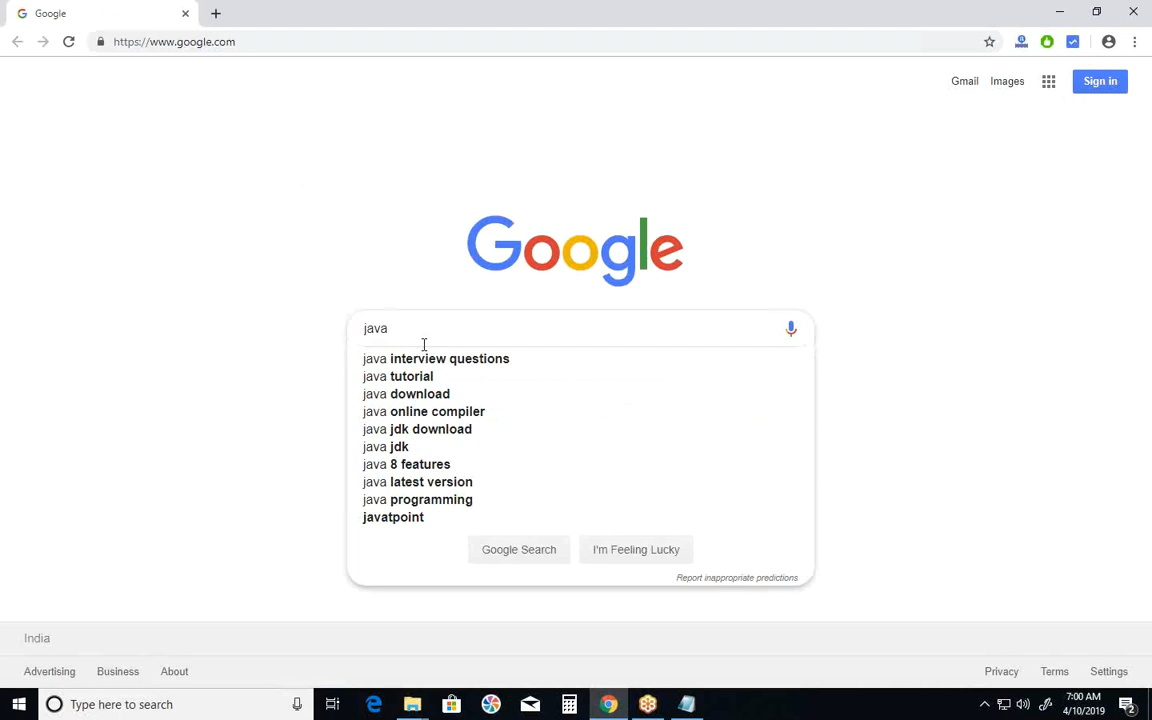 Google
https://www.google.com
Gmail Images Sign in
Google
java
java interview questions
java tutorial
java download
java online compiler
java jdk download
java jdk
java 8 features
java latest version
java programming
javatpoint
Google Search I'm Feeling Lucky
Report inappropriate predictions
India
Advertising Business About Privacy Terms Settings
Type here to search
7:00 AM
4/10/2019
2